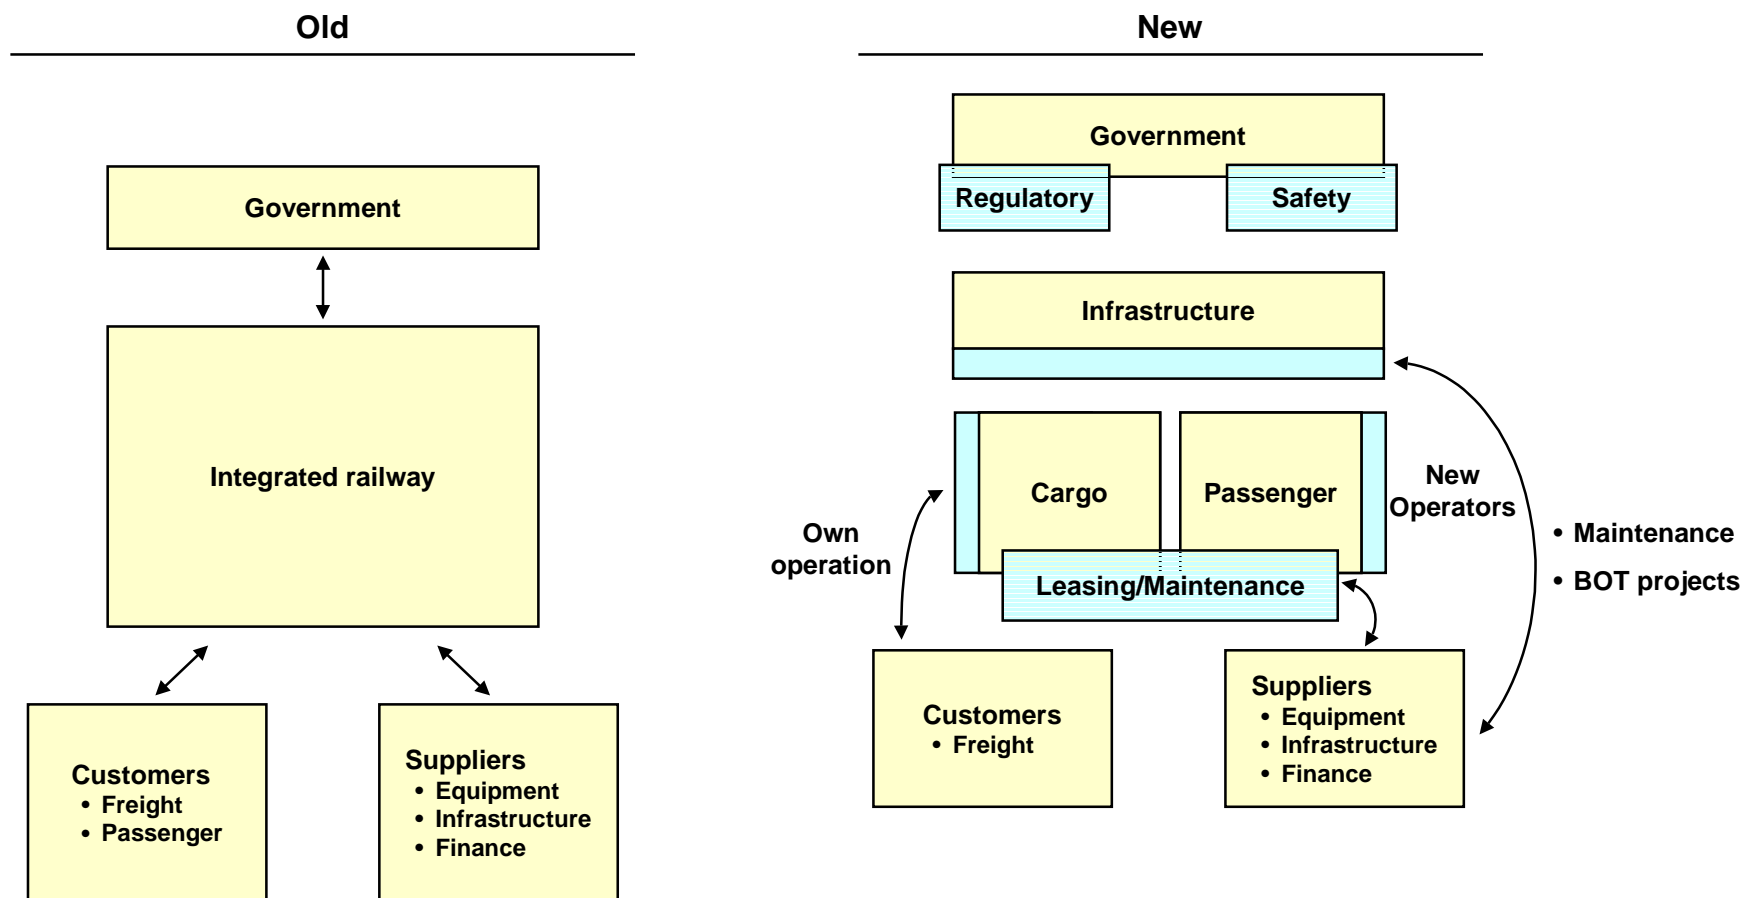 Old
Government
Integrated railway
Customers
• Freight
• Passenger
Suppliers
• Equipment
• Infrastructure
• Finance
New
Government
Regulatory
Safety
Infrastructure
Cargo
Passenger
New
Operators
Own
operation
Leasing/Maintenance
• Maintenance
• BOT projects
Customers
• Freight
Suppliers
• Equipment
• Infrastructure
• Finance